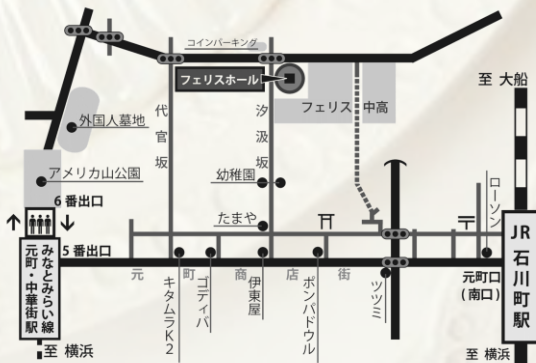 コインパーキング
フェリスホール
フェリス 中高
至 大船
代官坂
汐汲坂
外国人墓地
アメリカ山公園
幼稚園
たまや
6番出口
5番出口
みなとみらい線
元町・中華街駅
至 横浜
元町商店街
キタムラK2
ゴディバ
伊東屋
ポンパドウル
ツツミ
ローソン
元町口
(南口)
JR 石川町駅
至 横浜